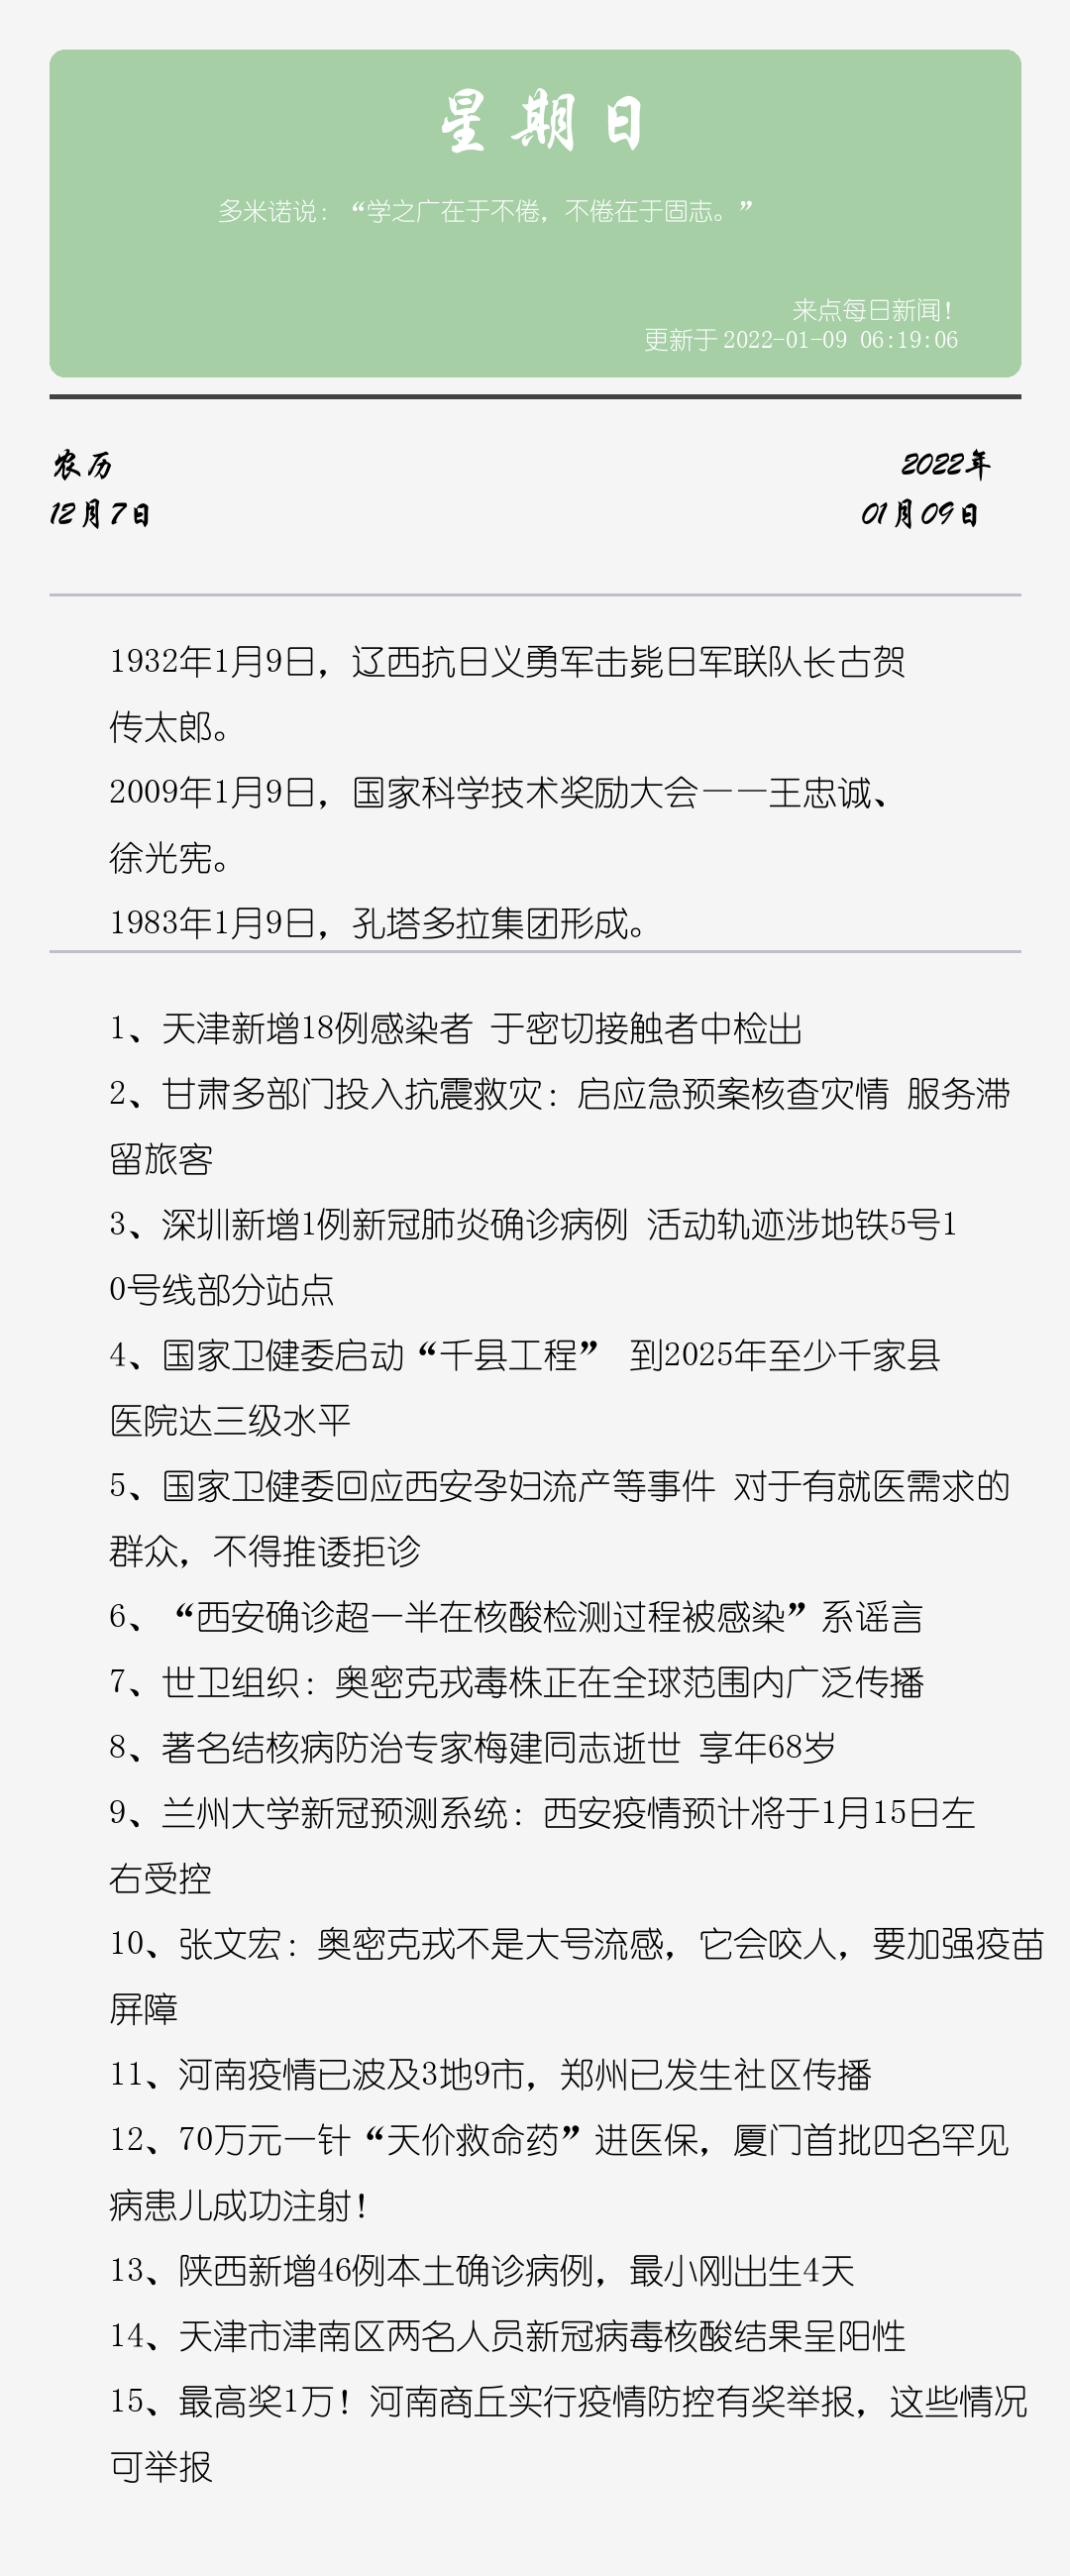 星期日
多米诺说：“学之广在于不倦，不倦在于固志。”
来点每日新闻！
更新于 2022-01-09 06:19:06
农历
12月7日
2022年
01月09日
1932年1月9日，辽西抗日义勇军击毙日军联队长古贺
传太郎。
2009年1月9日，国家科学技术奖励大会——王忠诚、
徐光宪。
1983年1月9日，孔塔多拉集团形成。
1、天津新增18例感染者 于密切接触者中检出
2、甘肃多部门投入抗震救灾：启应急预案核查灾情 服务滞
留旅客
3、深圳新增1例新冠肺炎确诊病例 活动轨迹涉地铁5号1
0号线部分站点
4、国家卫健委启动“千县工程” 到2025年至少千家县
医院达三级水平
5、国家卫健委回应西安孕妇流产等事件 对于有就医需求的
群众，不得推诿拒诊
6、“西安确诊超一半在核酸检测过程被感染”系谣言
7、世卫组织：奥密克戎毒株正在全球范围内广泛传播
8、著名结核病防治专家梅建同志逝世 享年68岁
9、兰州大学新冠预测系统：西安疫情预计将于1月15日左
右受控
10、张文宏：奥密克戎不是大号流感，它会咬人，要加强疫苗
屏障
11、河南疫情已波及3地9市，郑州已发生社区传播
12、70万元一针“天价救命药”进医保，厦门首批四名罕见
病患儿成功注射！
13、陕西新增46例本土确诊病例，最小刚出生4天
14、天津市津南区两名人员新冠病毒核酸结果呈阳性
15、最高奖1万！河南商丘实行疫情防控有奖举报，这些情况
可举报